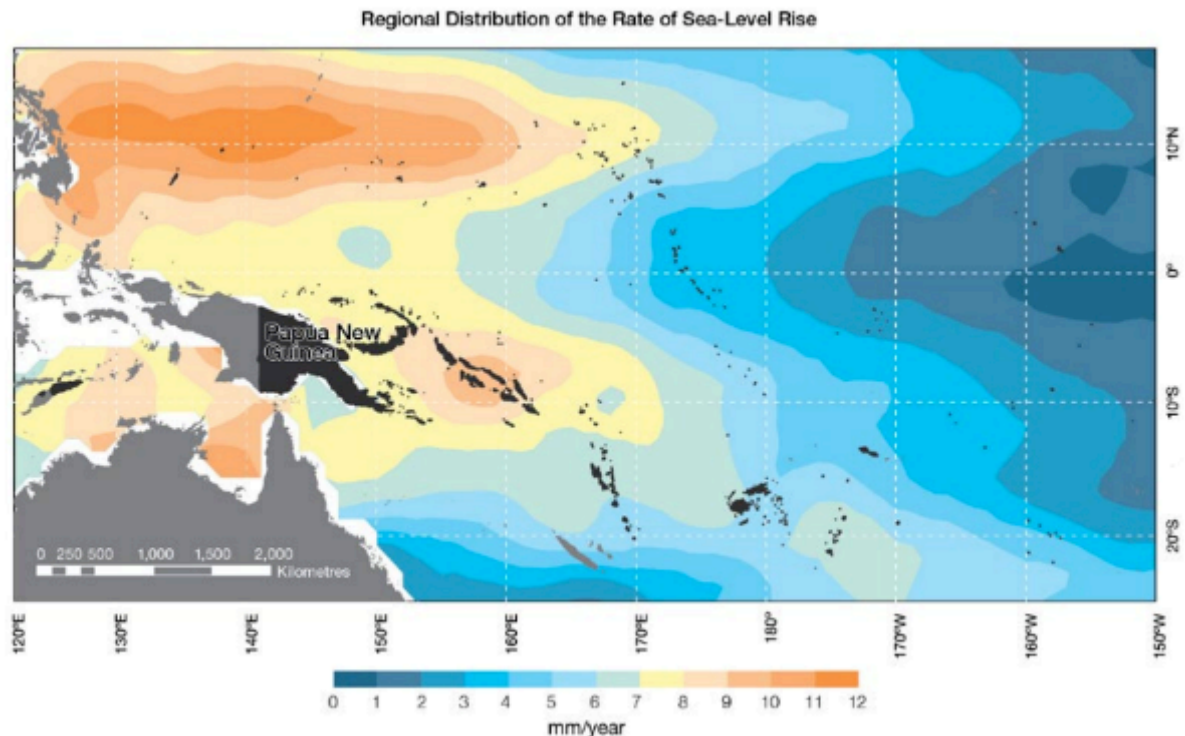 Regional Distribution of the Rate of Sea-Level Rise
10°N
0°
10°S
20°S
Papua New
Guinea
0 250 500 1,000 1,500 2,000
Kilometres
120°E 130°E 140°E 150°E 160°E 170°E 180° 170°W 160°W 150°W
0 1 2 3 4 5 6 7 8 9 10 11 12
mm/year